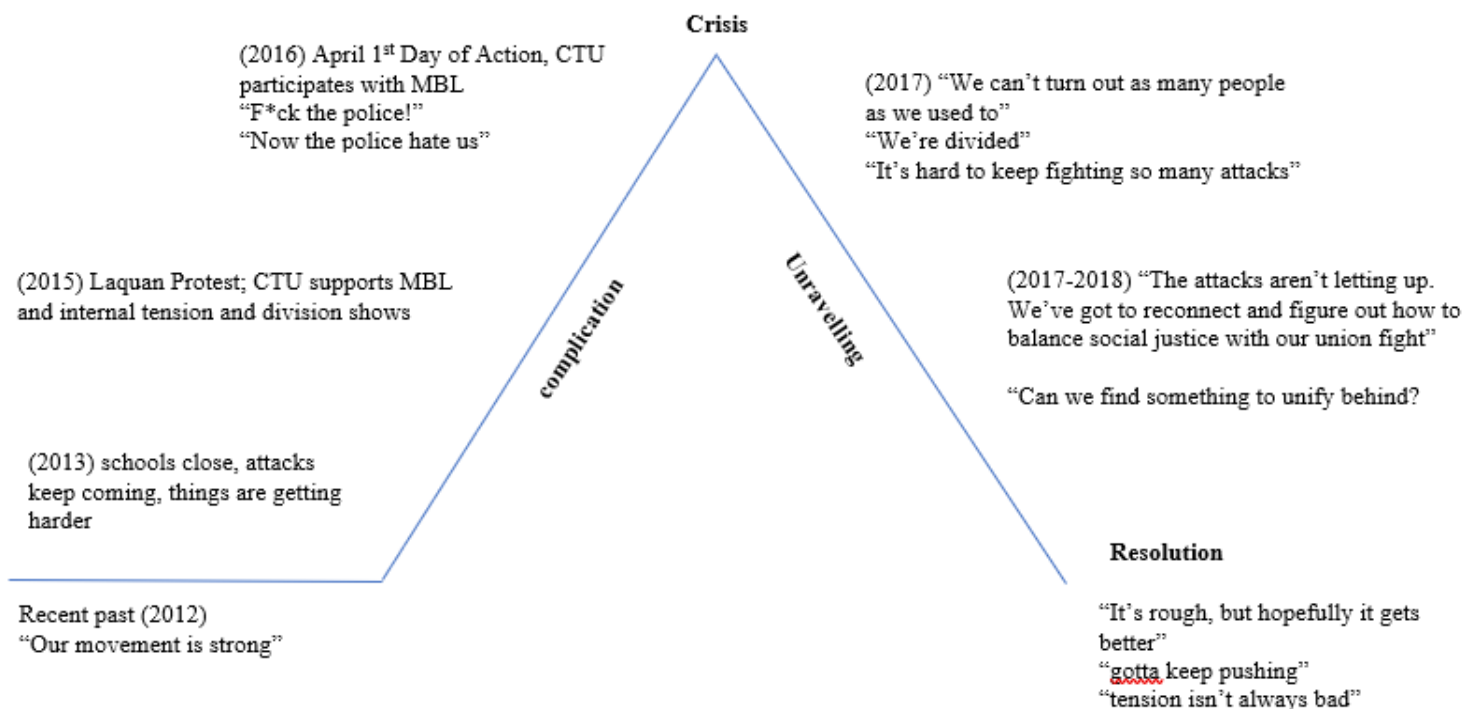 Crisis
(2016) April 1st Day of Action, CTU
participates with MBL
“F*ck the police!”
“Now the police hate us”
(2017) “We can’t turn out as many people
as we used to”
“We’re divided”
“It’s hard to keep fighting so many attacks”
(2015) Laquan Protest; CTU supports MBL
and internal tension and division shows
complication
Unravelling
(2017-2018) “The attacks aren’t letting up.
We’ve got to reconnect and figure out how to
balance social justice with our union fight”
“Can we find something to unify behind?
(2013) schools close, attacks
keep coming, things are getting
harder
Recent past (2012)
“Our movement is strong”
Resolution
“It’s rough, but hopefully it gets
better”
“gotta keep pushing”
“tension isn’t always bad”